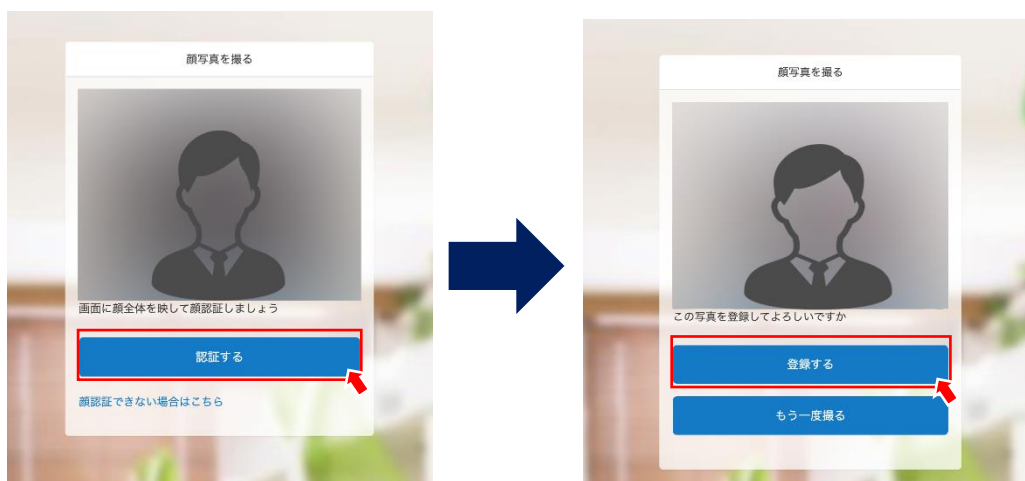 顔写真を撮る
画面に顔全体を映して顔認証しましょう
認証する
顔認証できない場合はこちら
顔写真を撮る
この写真を登録してよろしいですか
登録する
もう一度撮る